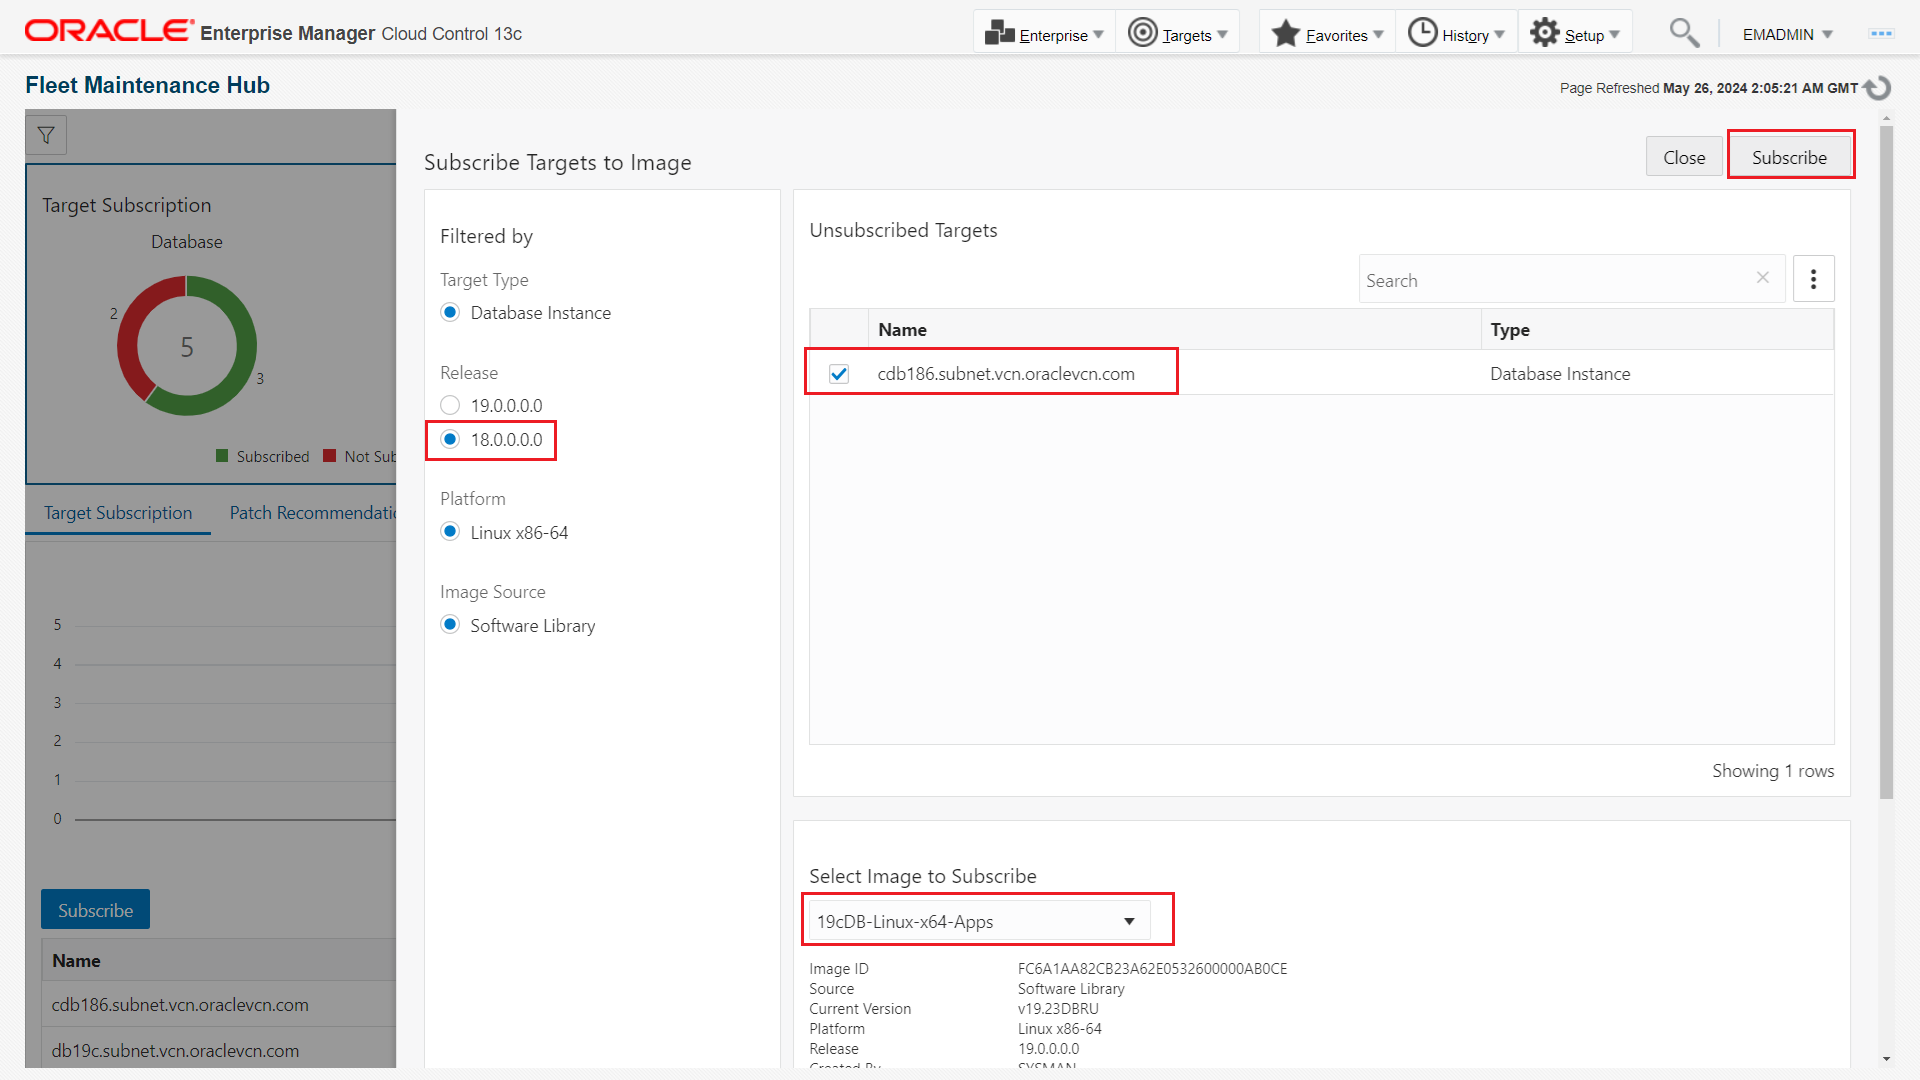 ORACLE Enterprise Manager Cloud Control 13c
Enterprise
Targets
Favorites
History
Setup
EMADMIN
Fleet Maintenance Hub
Page Refreshed May 26, 2024 2:05:21 AM GMT
Target Subscription
Database
2
5
3
Subscribed
Not Sub
Target Subscription
Patch Recommendatio
5
4
3
2
1
0
Subscribe
Name
cdb186.subnet.vcn.oraclevcn.com
db19c.subnet.vcn.oraclevcn.com
Subscribe Targets to Image
Close
Subscribe
Filtered by
Target Type
Database Instance
Release
19.0.0.0.0
18.0.0.0.0
Platform
Linux x86-64
Image Source
Software Library
Unsubscribed Targets
Search
Name Type
cdb186.subnet.vcn.oraclevcn.com Database Instance
Showing 1 rows
Select Image to Subscribe
19cDB-Linux-x64-Apps
Image ID FC6A1AA82CB23A62E0532600000AB0CE
Source Software Library
Current Version v19.23DBRU
Platform Linux x86-64
Release 19.0.0.0.0
Created By SYSMAN